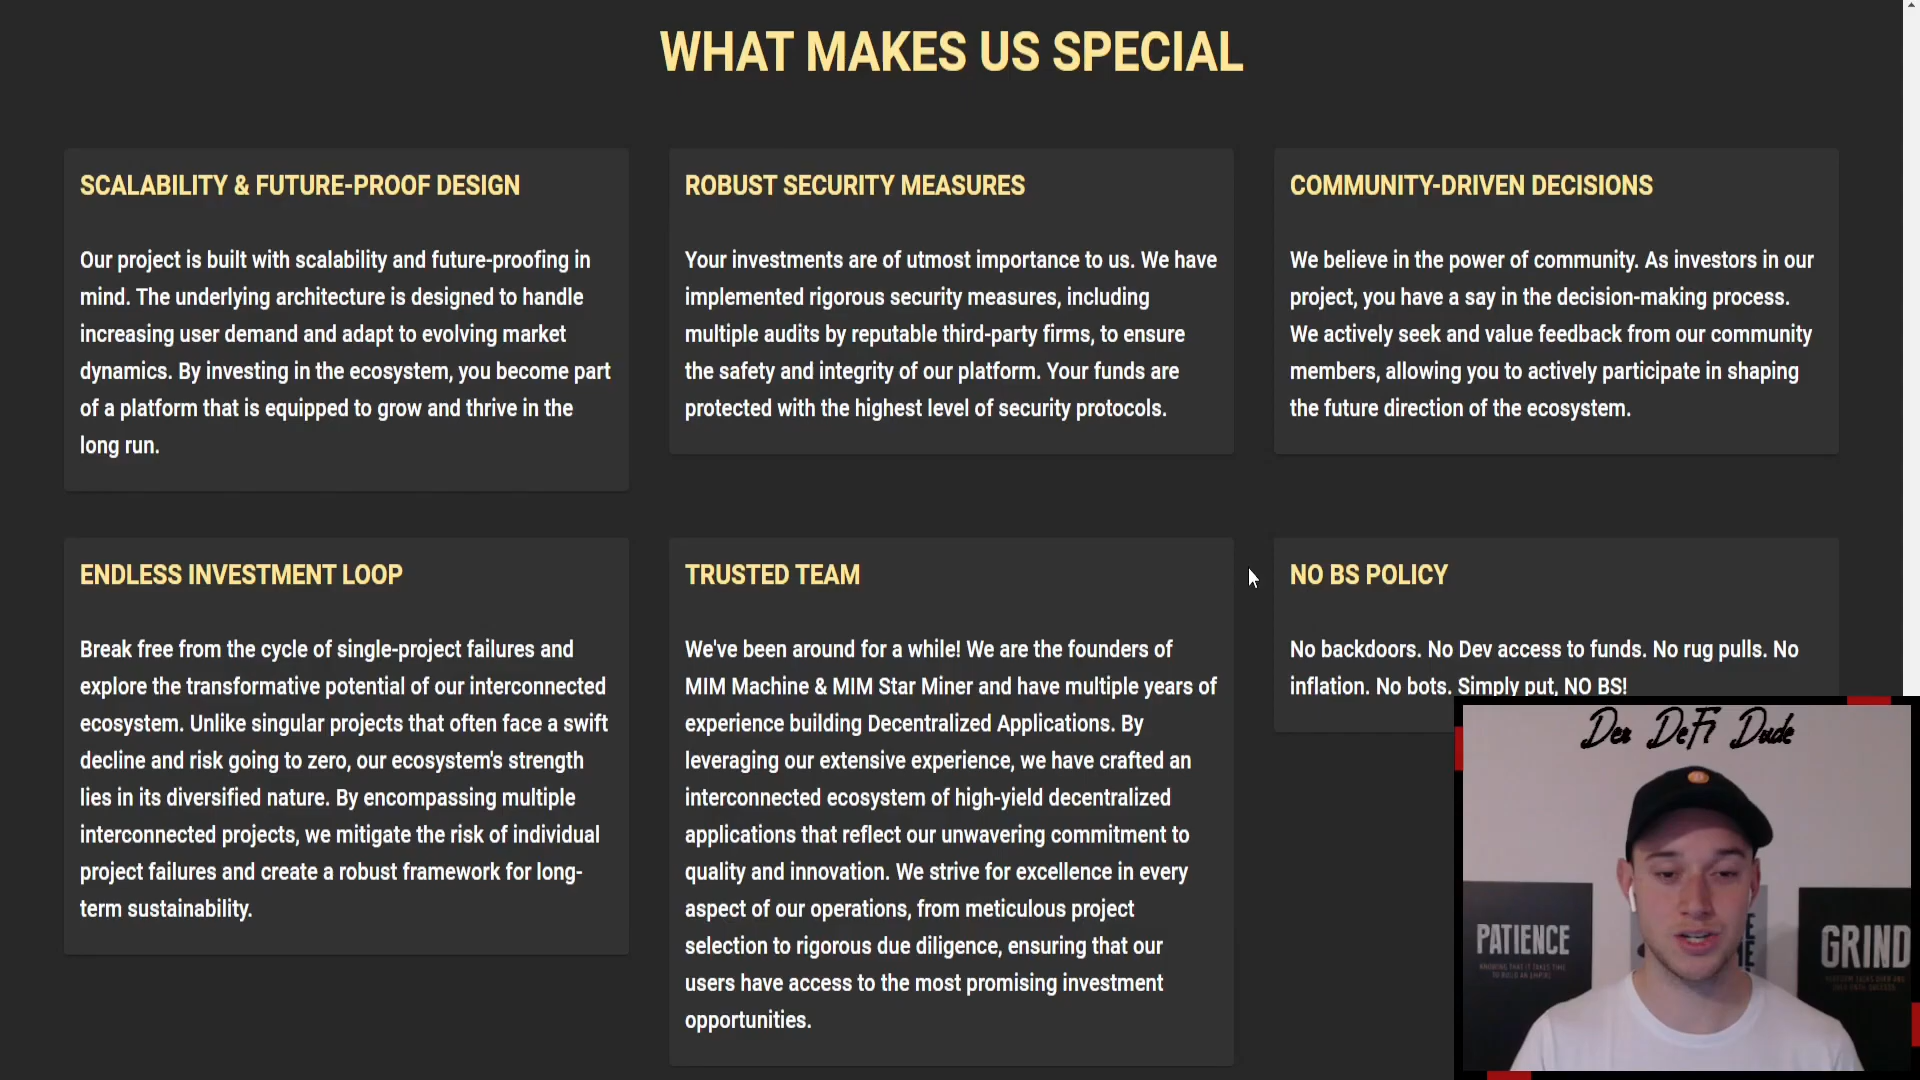 WHAT MAKES US SPECIAL
SCALABILITY & FUTURE-PROOF DESIGN
Our project is built with scalability and future-proofing in
mind. The underlying architecture is designed to handle
increasing user demand and adapt to evolving market
dynamics. By investing in the ecosystem, you become part
of a platform that is equipped to grow and thrive in the
long run.
ROBUST SECURITY MEASURES
Your investments are of utmost importance to us. We have
implemented rigorous security measures, including
multiple audits by reputable third-party firms, to ensure
the safety and integrity of our platform. Your funds are
protected with the highest level of security protocols.
COMMUNITY-DRIVEN DECISIONS
We believe in the power of community. As investors in our
project, you have a say in the decision-making process.
We actively seek and value feedback from our community
members, allowing you to actively participate in shaping
the future direction of the ecosystem.
ENDLESS INVESTMENT LOOP
Break free from the cycle of single-project failures and
explore the transformative potential of our interconnected
ecosystem. Unlike singular projects that often face a swift
decline and risk going to zero, our ecosystem's strength
lies in its diversified nature. By encompassing multiple
interconnected projects, we mitigate the risk of individual
project failures and create a robust framework for long-
term sustainability.
TRUSTED TEAM
We've been around for a while! We are the founders of
MIM Machine & MIM Star Miner and have multiple years of
experience building Decentralized Applications. By
leveraging our extensive experience, we have crafted an
interconnected ecosystem of high-yield decentralized
applications that reflect our unwavering commitment to
quality and innovation. We strive for excellence in every
aspect of our operations, from meticulous project
selection to rigorous due diligence, ensuring that our
users have access to the most promising investment
opportunities.
NO BS POLICY
No backdoors. No Dev access to funds. No rug pulls. No
inflation. No bots. Simply put, NO BS!
Dex DeFi Dude
PATIENCE
GRIND